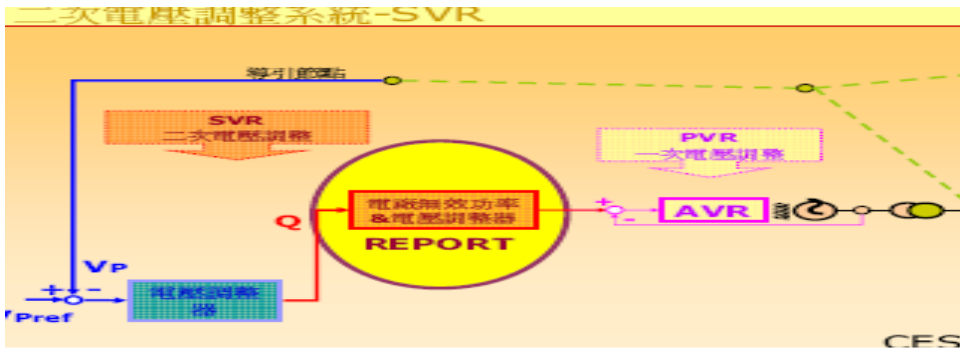 二次電壓調整系統-SVR
導引節點
SVR
二次電壓調整
PVR
一次電壓調整
電廠無效功率
&電壓調整器
REPORT
Q
+
-
AVR
VP
+
-
電壓調整
器
VPref
CES